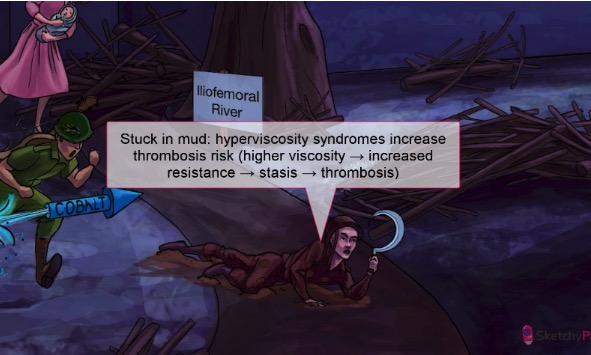 Iliofemoral
River
Stuck in mud: hyperviscosity syndromes increase
thrombosis risk (higher viscosity → increased
resistance → stasis → thrombosis)
COBALT
SketchyP